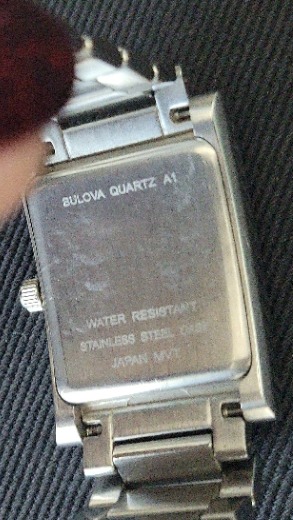 BULOVA QUARTZ A1
WATER RESISTANT
STAINLESS STEEL CASE
JAPAN MVT